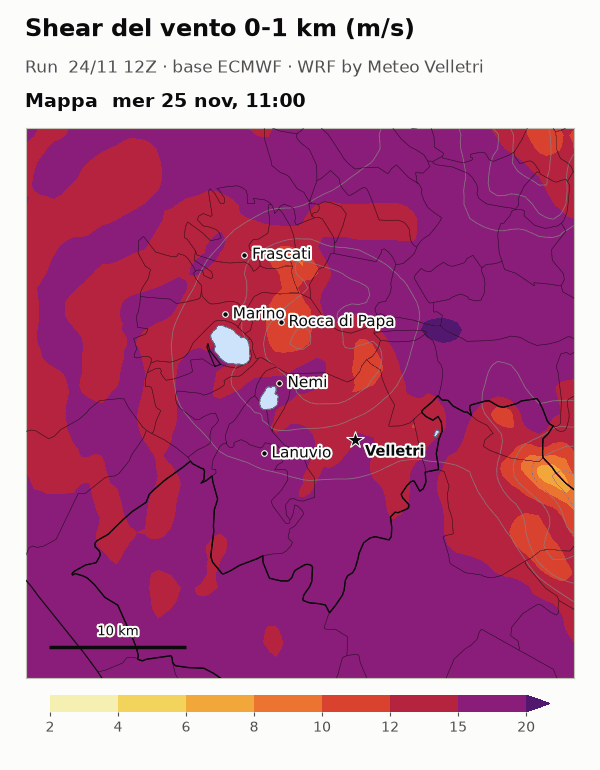 Shear del vento 0-1 km (m/s)
Run  24/11 12Z · base ECMWF · WRF by Meteo Velletri
Mappa  mer 25 nov, 11:00
Frascati
Marino
Rocca di Papa
Nemi
Velletri
Lanuvio
10 km
2 4 6 8 10 12 15 20